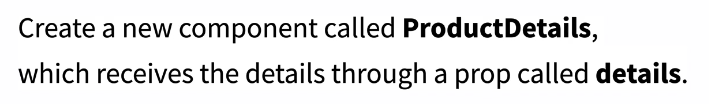 Create a new component called ProductDetails,
which receives the details through a prop called details.